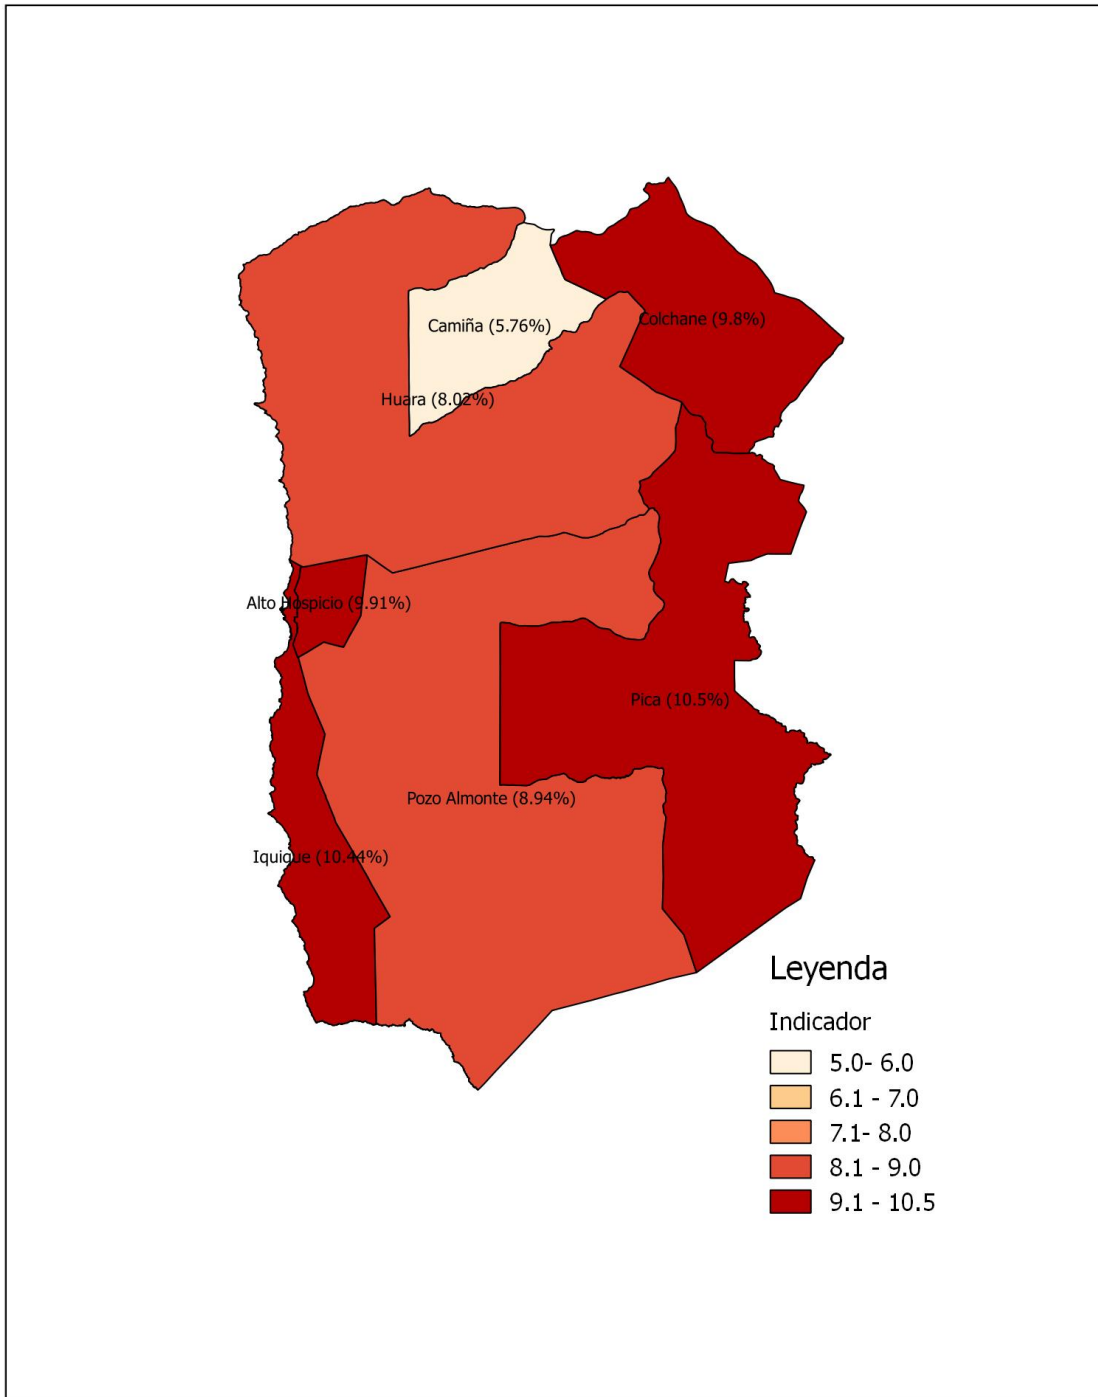 Colchane (9.8%)
Camiña (5.76%)
Huara (8.02%)
Alto Hospicio (9.91%)
Pica (10.5%)
Pozo Almonte (8.94%)
Iquique (10.44%)
Leyenda
Indicador
5.0- 6.0
6.1 - 7.0
7.1- 8.0
8.1 - 9.0
9.1 - 10.5